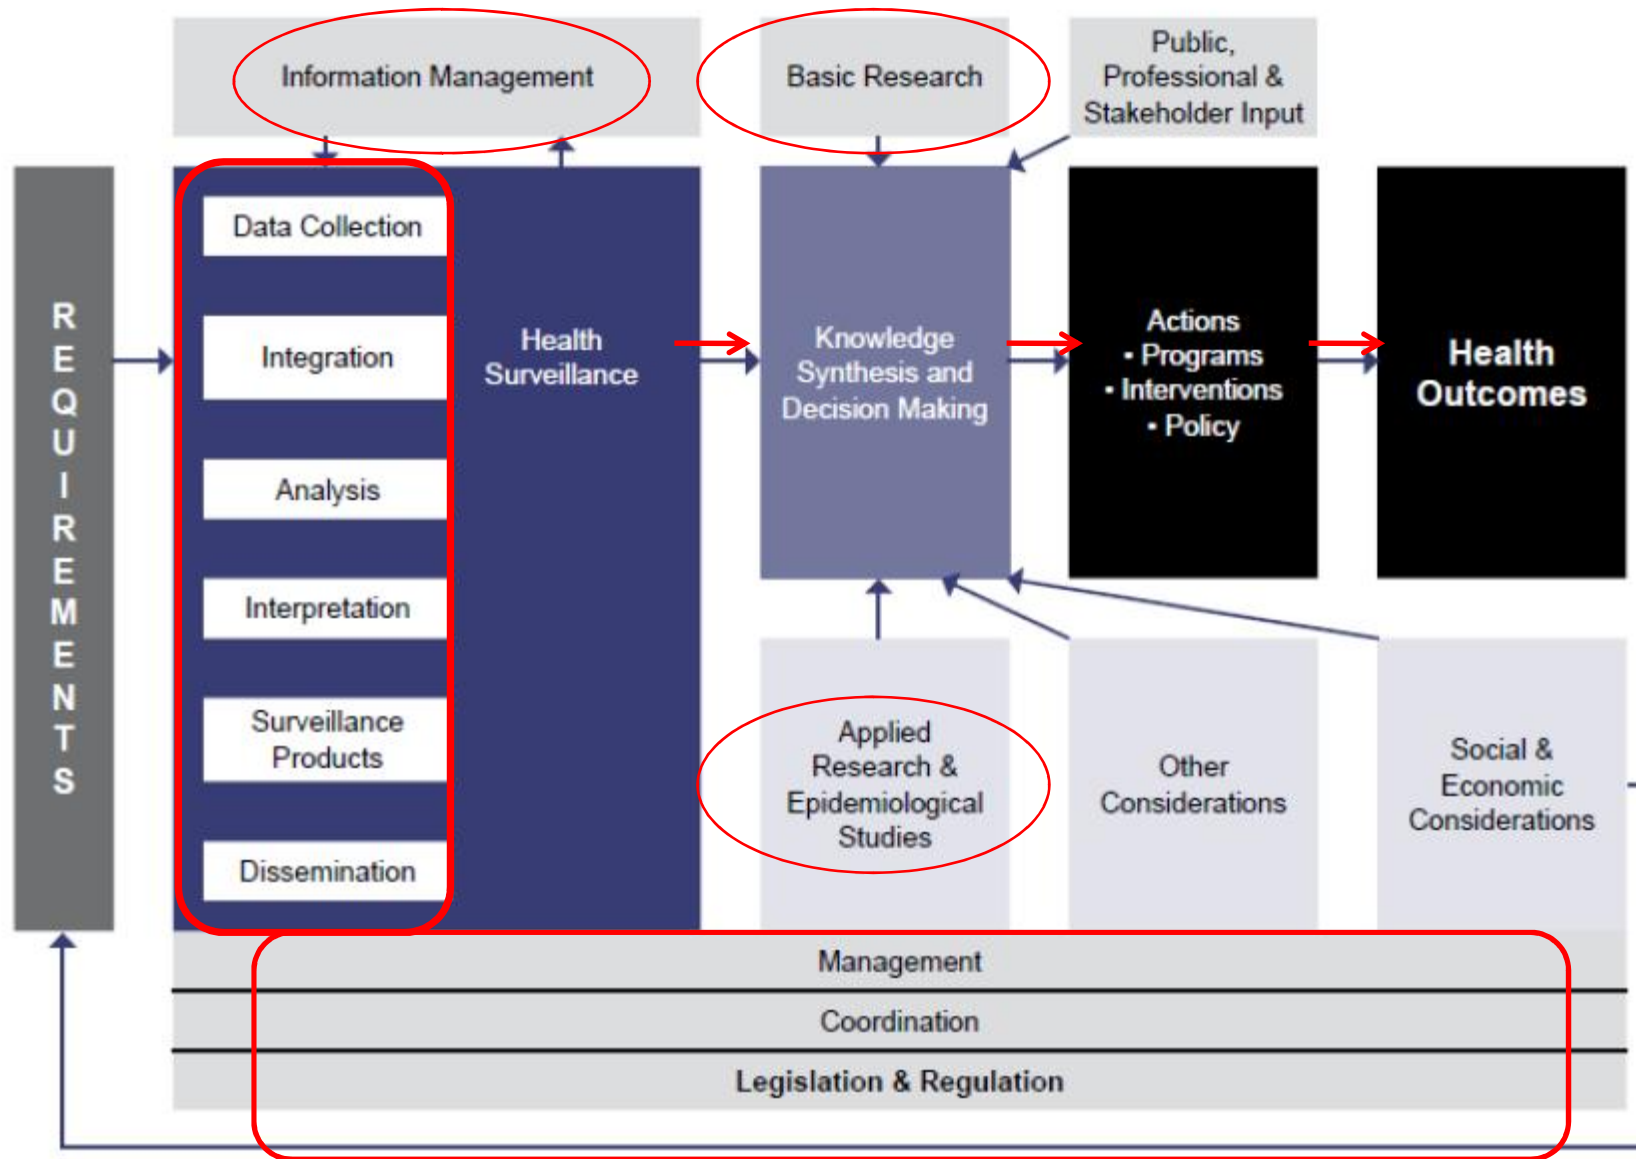 Information Management
Basic Research
Public,
Professional &
Stakeholder Input
REQUIREMENTS
Data Collection
Integration
Analysis
Interpretation
Surveillance
Products
Dissemination
Health
Surveillance
Knowledge
Synthesis and
Decision Making
Actions
▪ Programs
▪ Interventions
▪ Policy
Health
Outcomes
Applied
Research &
Epidemiological
Studies
Other
Considerations
Social &
Economic
Considerations
Management
Coordination
Legislation & Regulation